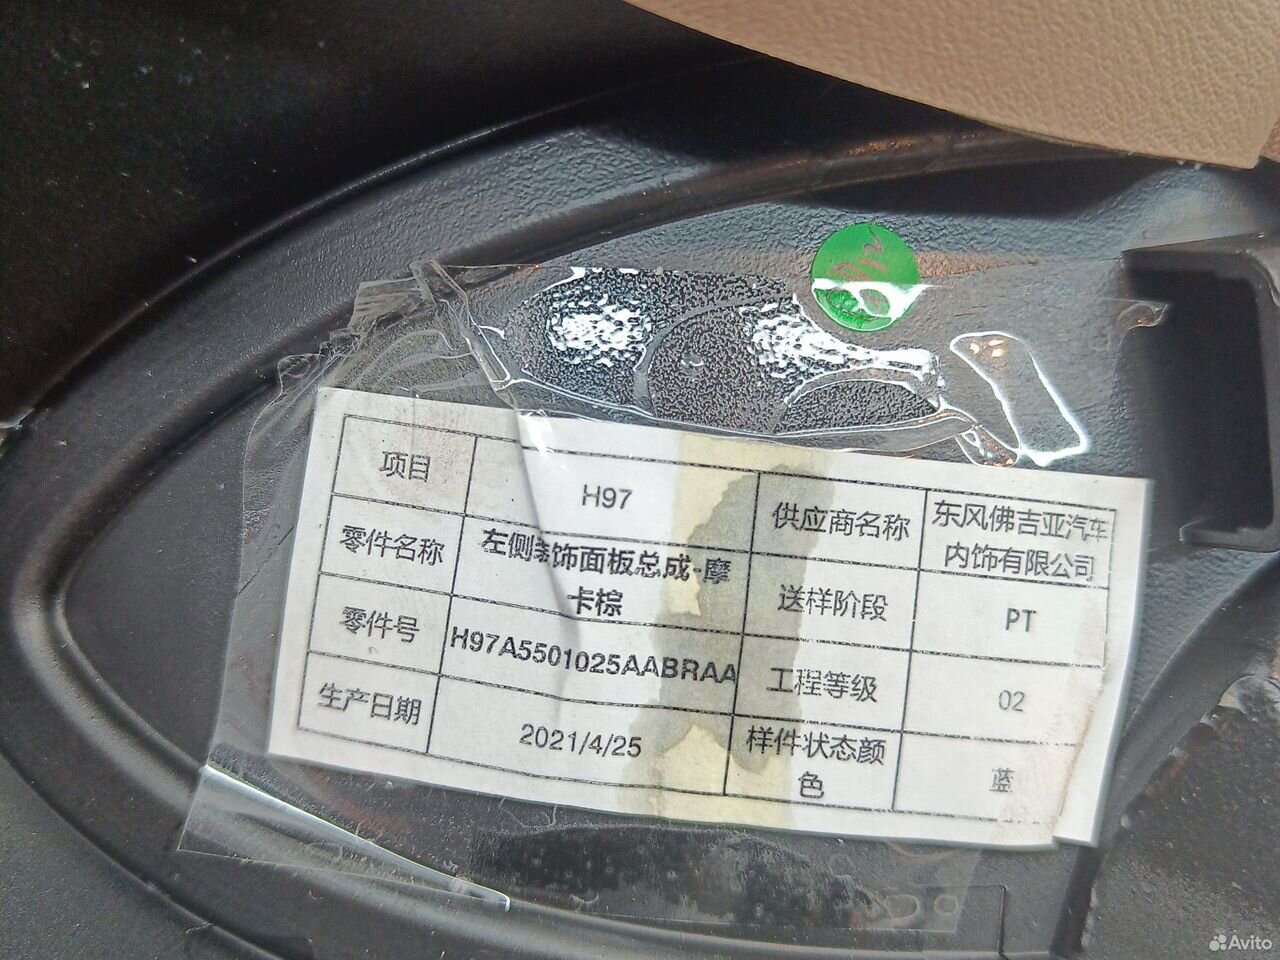 项目 H97 供应商名称 东风佛吉亚汽车
内饰有限公司
零件名称 左侧装饰面板总成-摩
卡棕
送样阶段 PT
零件号 H97A5501025AABRAA 工程等级 02
生产日期 2021/4/25 样件状态颜
色
蓝
Avito